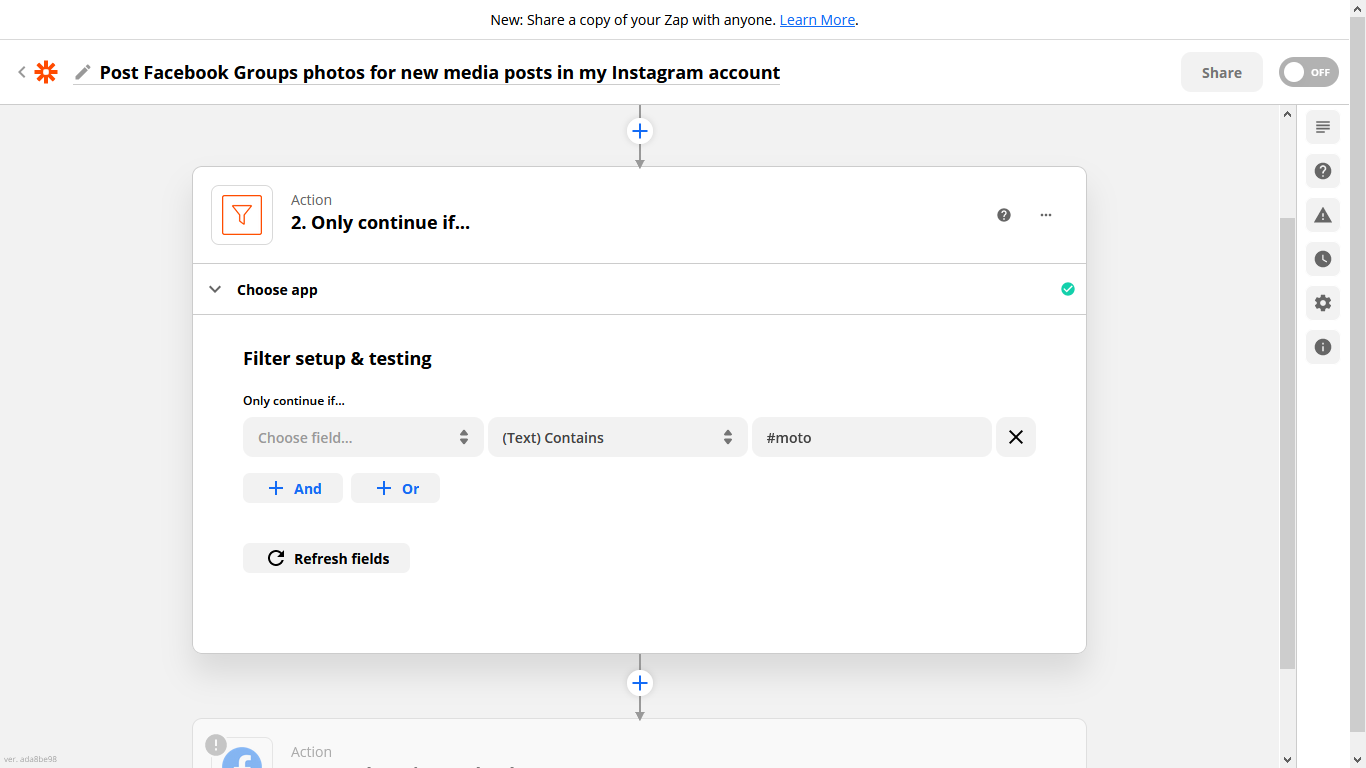 New: Share a copy of your Zap with anyone. Learn More.
Post Facebook Groups photos for new media posts in my Instagram account
Share
OFF
Action
2. Only continue if...
Choose app
Filter setup & testing
Only continue if...
Choose field...
(Text) Contains
#moto
And
Or
Refresh fields
Action
ver. ada8be98